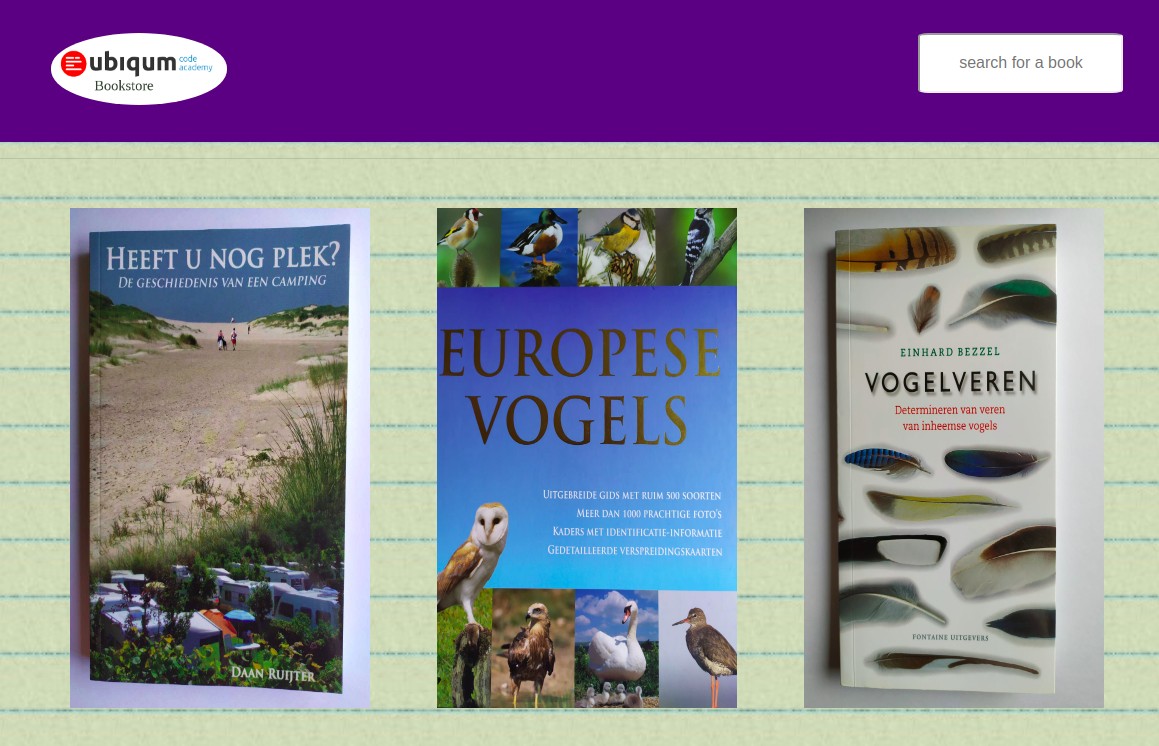 ubiqum code academy
Bookstore
search for a book
HEEFT U NOG PLEK?
DE GESCHIEDENIS VAN EEN CAMPING
DAAN RUIJTER
EUROPESE
VOGELS
UITGEBREIDE GIDS MET RUIM 500 SOORTEN
MEER DAN 1000 PRACHTIGE FOTO'S
KADERS MET IDENTIFICATIE-INFORMATIE
GEDETAILLEERDE VERSPREIDINGSKAARTEN
EINHARD BEZZEL
VOGELVEREN
Determineren van veren
van inheemse vogels
FONTAINE UITGEVERS